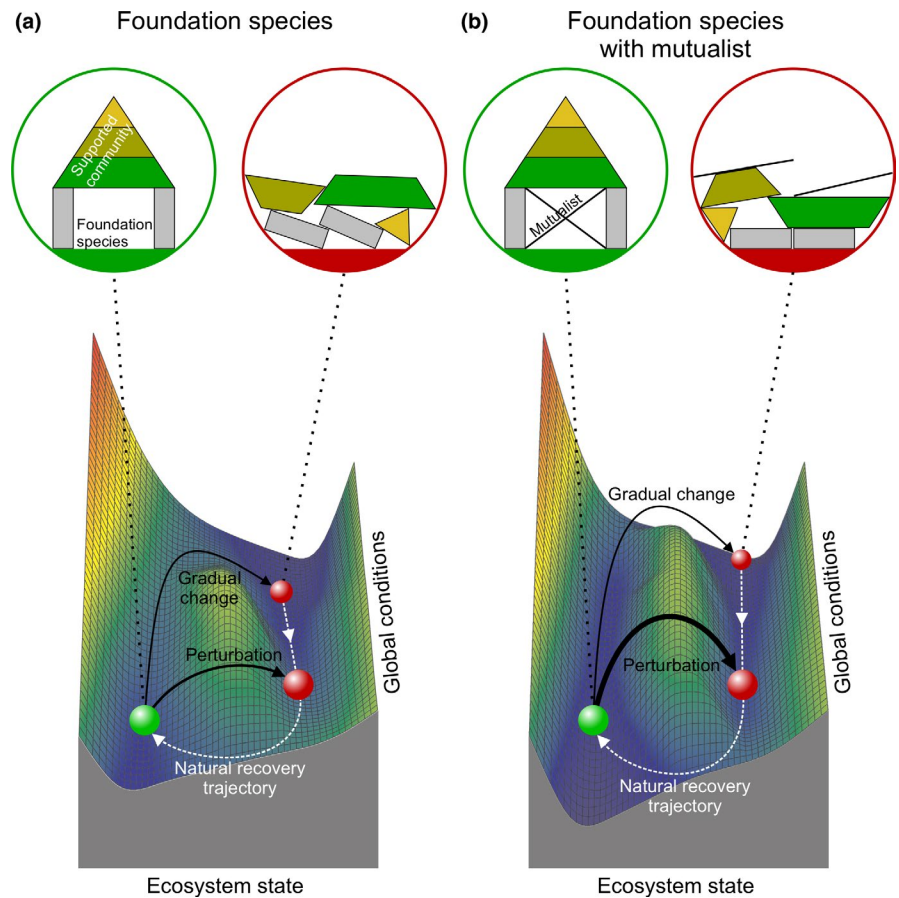 (a) Foundation species
Supported
community
Foundation
species
Gradual
change
Perturbation
Natural recovery
trajectory
Global conditions
Ecosystem state
(b) Foundation species
with mutualist
Mutualist
Gradual change
Perturbation
Natural recovery
trajectory
Global conditions
Ecosystem state